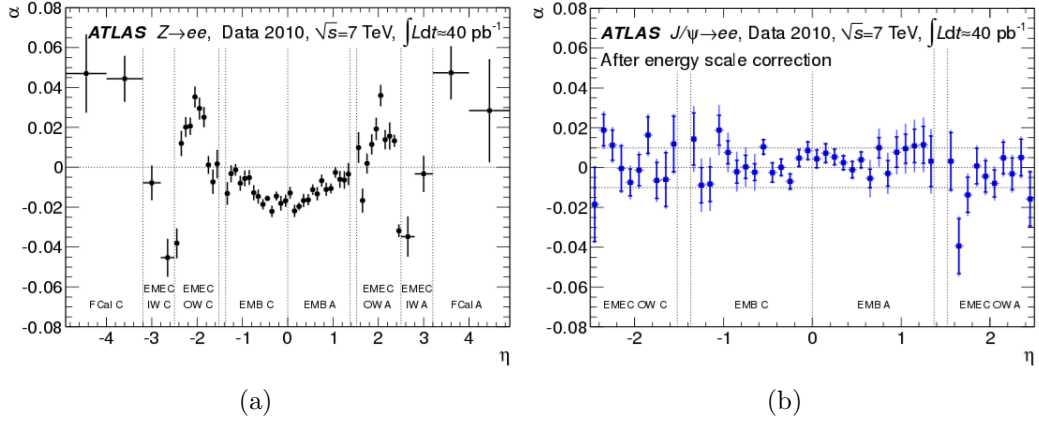 α
ATLAS Z→ee, Data 2010, √s=7 TeV, ∫Ldt≈40 pb⁻¹
0.08
0.06
0.04
0.02
0
-0.02
-0.04
-0.06
-0.08
FCal C
EMEC IW C
EMEC OW C
EMB C
EMB A
EMEC OW A
EMEC IW A
FCal A
-4 -3 -2 -1 0 1 2 3 4
η
(a)
α
ATLAS J/ψ→ee, Data 2010, √s=7 TeV, ∫Ldt≈40 pb⁻¹
After energy scale correction
0.08
0.06
0.04
0.02
0
-0.02
-0.04
-0.06
-0.08
EMEC OW C
EMB C
EMB A
EMEC OW A
-2 -1 0 1 2
η
(b)